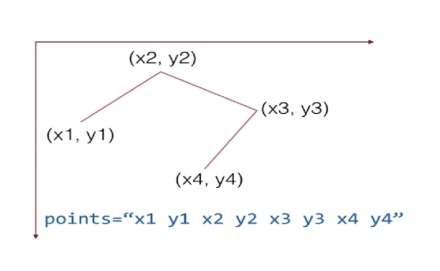 (x2, y2)
(x3, y3)
(x1, y1)
(x4, y4)
points=“x1 y1 x2 y2 x3 y3 x4 y4”